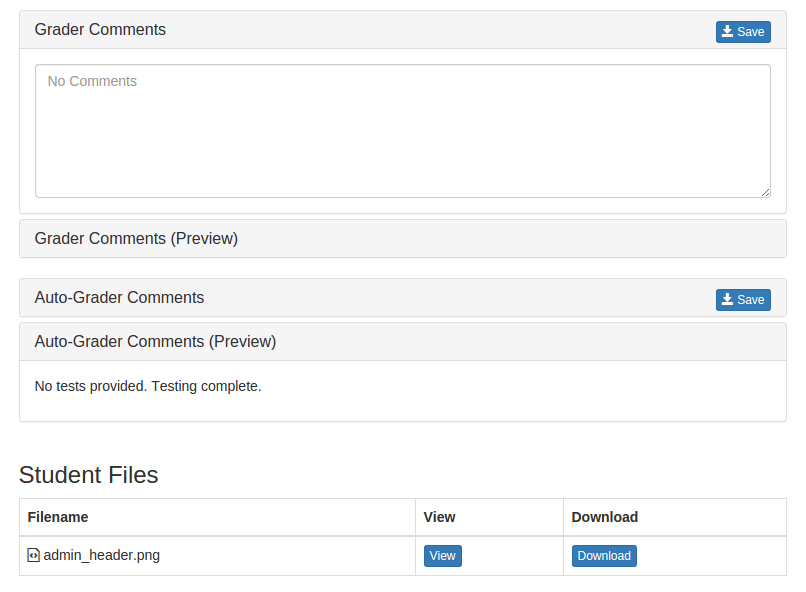 Grader Comments
Save
No Comments
Grader Comments (Preview)
Auto-Grader Comments
Save
Auto-Grader Comments (Preview)
No tests provided. Testing complete.
Student Files
Filename View Download
admin_header.png View Download